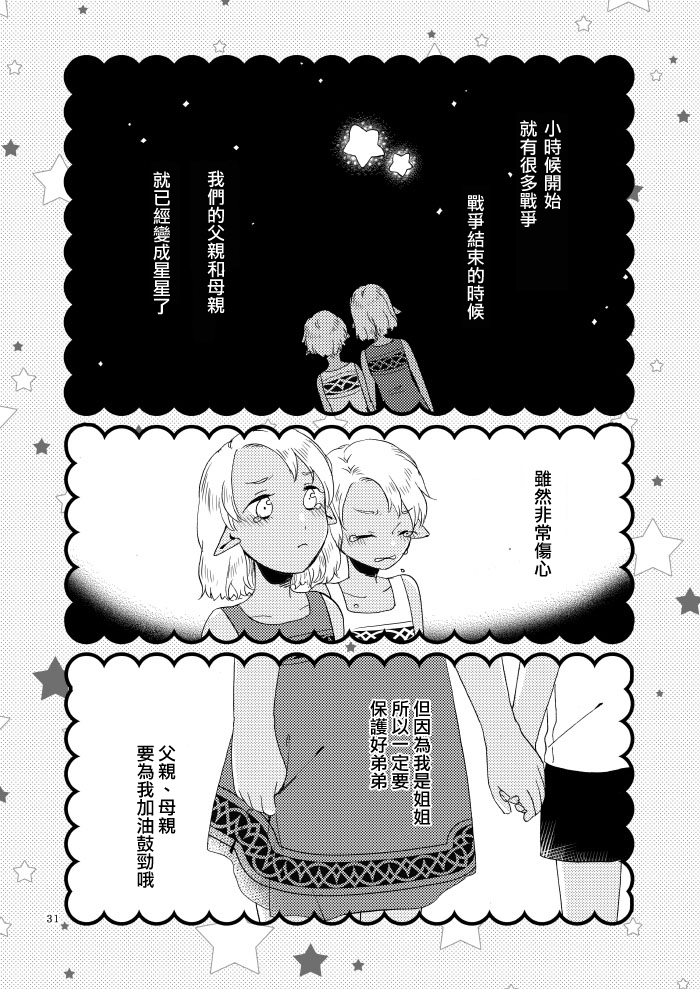 小時候開始
就有很多戰爭
戰爭結束的時候
我們的父親和母親
就已經變成星星了
雖然非常傷心
但因為我是姐姐
所以一定要
保護好弟弟
父親、母親
要為我加油鼓勁哦
31